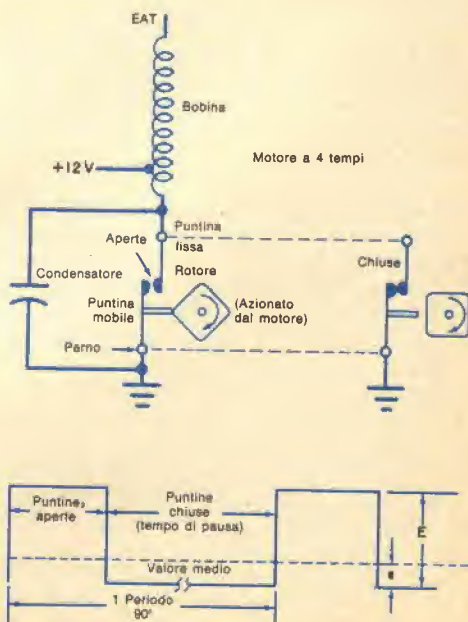 EAT
Bobina
+12V
Motore a 4 tempi
Puntina
fissa
Aperte
Chiuse
Condensatore
Rotore
Puntina
mobile
(Azionato
dal motore)
Perno
Puntine
aperte
Puntine
chiuse
(tempo di pausa)
E
Valore medio
e
1 Periodo
90°